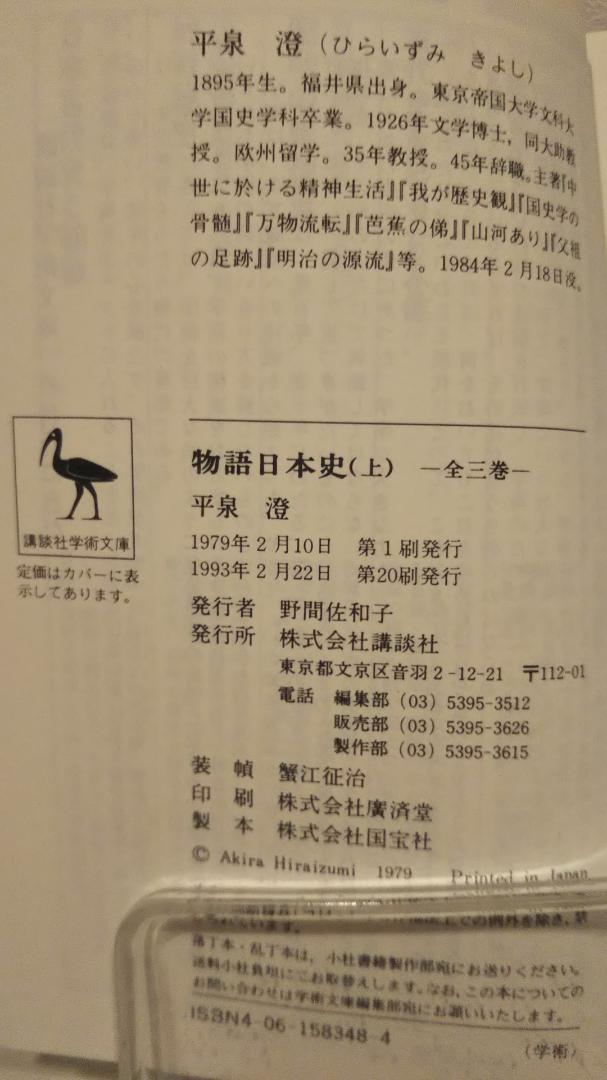 平泉　澄（ひらいずみ　きよし）
1895年生。福井県出身。東京帝国大学文科大
学国史学科卒業。1926年文学博士，同大助教
授。欧州留学。35年教授。45年辞職。主著『中
世に於ける精神生活』『我が歴史観』『国史学の
骨髄』『万物流転』『芭蕉の俤』『山河あり』『父祖
の足跡』『明治の源流』等。1984年2月18日没。
講談社学術文庫
定価はカバーに表
示してあります。
物語日本史(上)　―全三巻―
平泉　澄
1979年2月10日　第1刷発行
1993年2月22日　第20刷発行
発行者　野間佐和子
発行所　株式会社講談社
東京都文京区音羽2-12-21　〒112-01
電話　編集部（03）5395-3512
販売部（03）5395-3626
製作部（03）5395-3615
装　幀　蟹江征治
印　刷　株式会社廣済堂
製　本　株式会社国宝社
© Akira Hiraizumi　1979　Printed in Japan
での例外を除き，禁
じられています。
落丁本・乱丁本は，小社書籍製作部宛にお送りください。
送料小社負担にてお取替えします。なお，この本についての
お問い合わせは学術文庫編集部宛にお願いいたします。
ISBN4-06-158348-4
（学術）